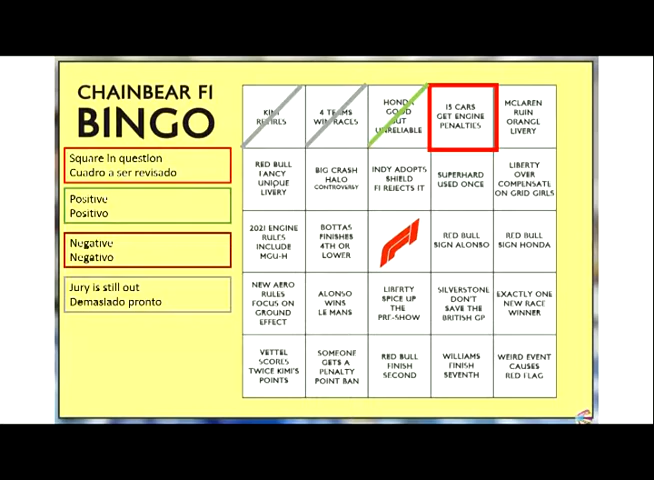 CHAINBEAR F1
BINGO
Square in question
Cuadro a ser revisado
Positive
Positivo
Negative
Negativo
Jury is still out
Demasiado pronto
KIMI
RETIRES
4 TEAMS
WIN RACES
HONDA
GOOD
BUT
UNRELIABLE
15 CARS
GET ENGINE
PENALTIES
MCLAREN
RUIN
ORANGE
LIVERY
RED BULL
FANCY
UNIQUE
LIVERY
BIG CRASH
HALO
CONTROVERSY
INDY ADOPTS
SHIELD
F1 REJECTS IT
SUPERHARD
USED ONCE
LIBERTY
OVER
COMPENSATE
ON GRID GIRLS
2021 ENGINE
RULES
INCLUDE
MGU-H
BOTTAS
FINISHES
4TH OR
LOWER
RED BULL
SIGN ALONSO
RED BULL
SIGN HONDA
NEW AERO
RULES
FOCUS ON
GROUND
EFFECT
ALONSO
WINS
LE MANS
LIBERTY
SPICE UP
THE
PRE-SHOW
SILVERSTONE
DON'T
SAVE THE
BRITISH GP
EXACTLY ONE
NEW RACE
WINNER
VETTEL
SCORES
TWICE KIMI'S
POINTS
SOMEONE
GETS A
PENALTY
POINT BAN
RED BULL
FINISH
SECOND
WILLIAMS
FINISH
SEVENTH
WEIRD EVENT
CAUSES
RED FLAG